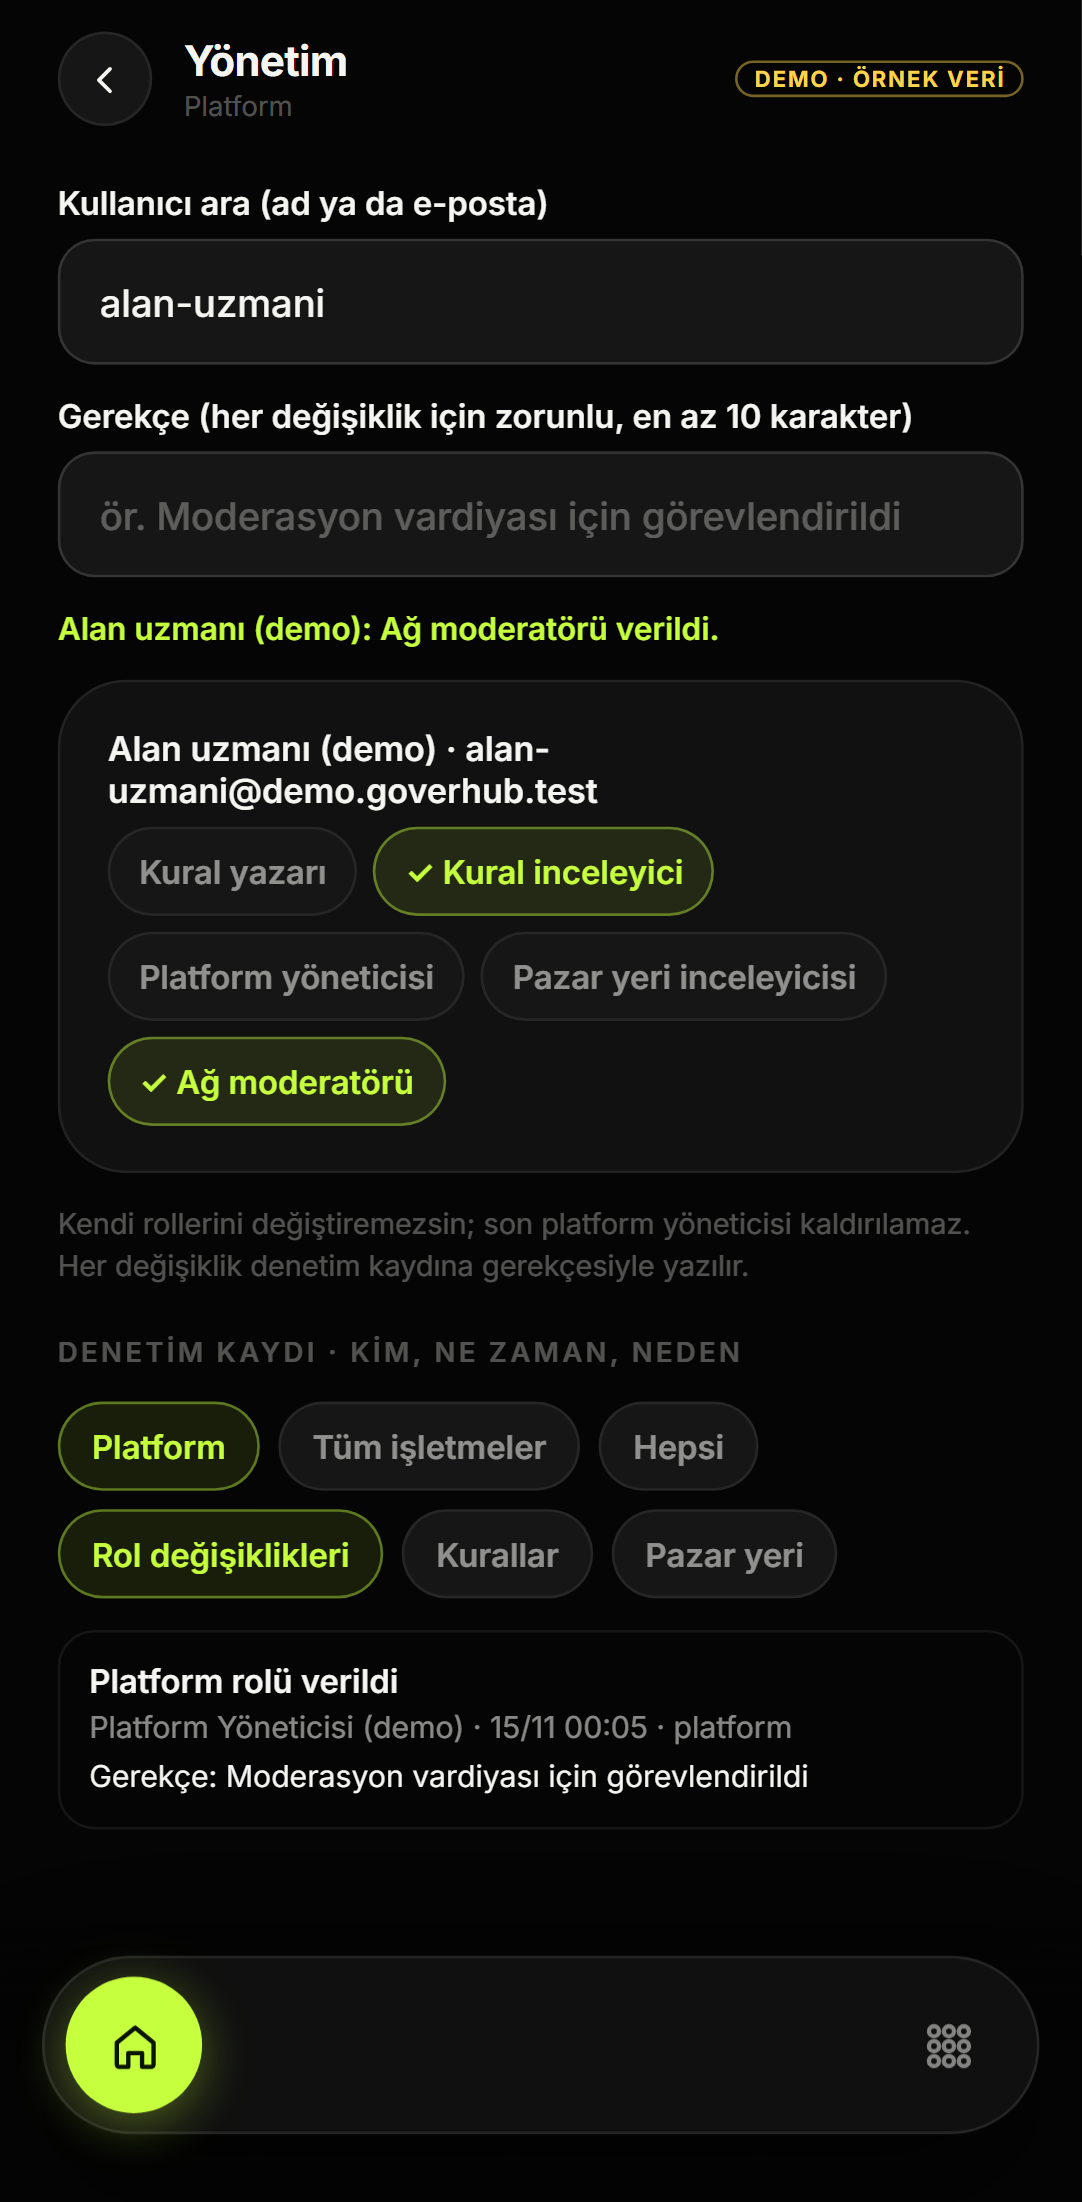 Yönetim
Platform
DEMO · ÖRNEK VERİ
Kullanıcı ara (ad ya da e-posta)
alan-uzmani
Gerekçe (her değişiklik için zorunlu, en az 10 karakter)
ör. Moderasyon vardiyası için görevlendirildi
Alan uzmanı (demo): Ağ moderatörü verildi.
Alan uzmanı (demo) · alan-
uzmani@demo.goverhub.test
Kural yazarı
✓ Kural inceleyici
Platform yöneticisi
Pazar yeri inceleyicisi
✓ Ağ moderatörü
Kendi rollerini değiştiremezsin; son platform yöneticisi kaldırılamaz.
Her değişiklik denetim kaydına gerekçesiyle yazılır.
DENETİM KAYDI · KİM, NE ZAMAN, NEDEN
Platform
Tüm işletmeler
Hepsi
Rol değişiklikleri
Kurallar
Pazar yeri
Platform rolü verildi
Platform Yöneticisi (demo) · 15/11 00:05 · platform
Gerekçe: Moderasyon vardiyası için görevlendirildi